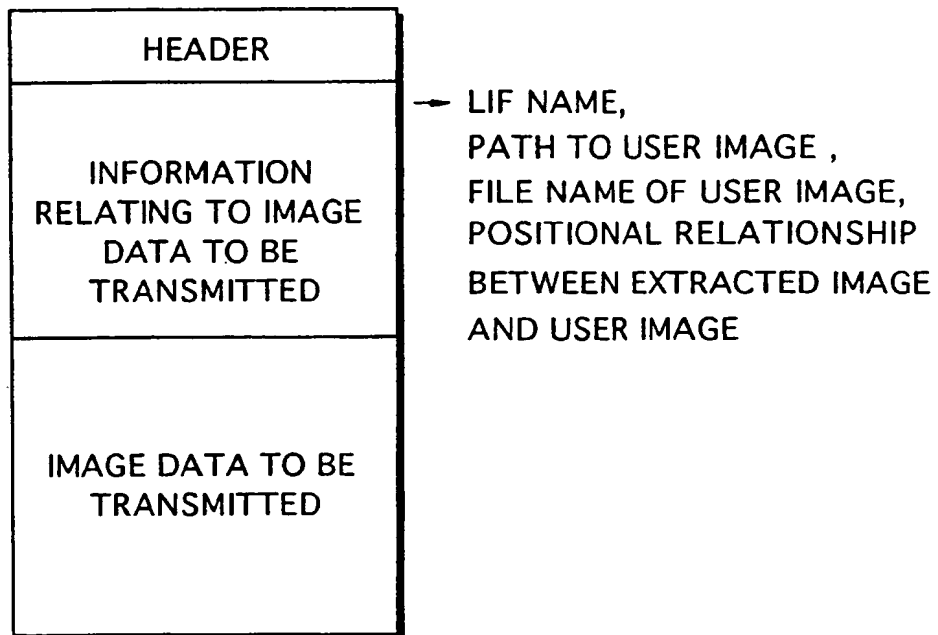 HEADER
INFORMATION
RELATING TO IMAGE
DATA TO BE
TRANSMITTED
IMAGE DATA TO BE
TRANSMITTED
→ LIF NAME,
PATH TO USER IMAGE ,
FILE NAME OF USER IMAGE,
POSITIONAL RELATIONSHIP
BETWEEN EXTRACTED IMAGE
AND USER IMAGE